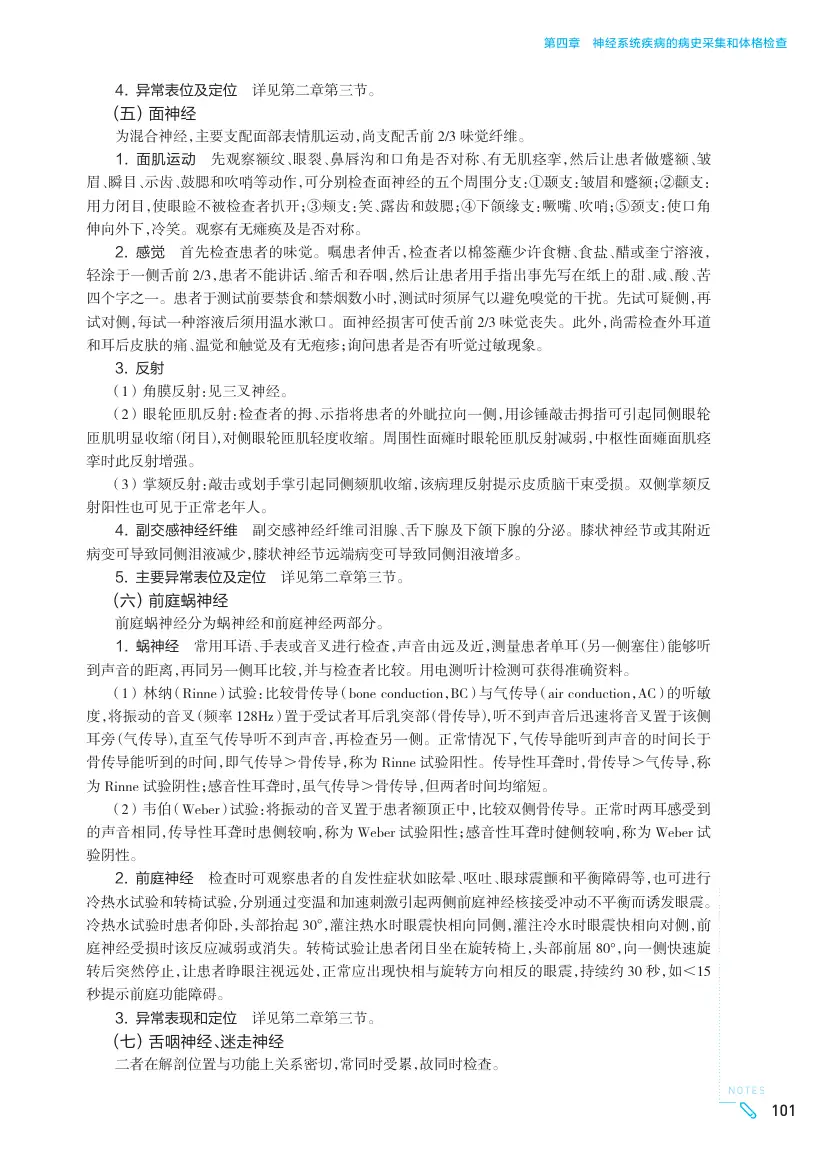 第四章 神经系统疾病的病史采集和体格检查
4. 异常表位及定位 详见第二章第三节。
（五）面神经
为混合神经，主要支配面部表情肌运动，尚支配舌前 2/3 味觉纤维。
1. 面肌运动 先观察额纹、眼裂、鼻唇沟和口角是否对称、有无肌痉挛，然后让患者做蹙额、皱
眉、瞬目、示齿、鼓腮和吹哨等动作，可分别检查面神经的五个周围分支：①颞支：皱眉和蹙额；②颧支：
用力闭目，使眼睑不被检查者扒开；③颊支：笑、露齿和鼓腮；④下颌缘支：噘嘴、吹哨；⑤颈支：使口角
伸向外下，冷笑。观察有无瘫痪及是否对称。
2. 感觉 首先检查患者的味觉。嘱患者伸舌，检查者以棉签蘸少许食糖、食盐、醋或奎宁溶液，
轻涂于一侧舌前 2/3，患者不能讲话、缩舌和吞咽，然后让患者用手指出事先写在纸上的甜、咸、酸、苦
四个字之一。患者于测试前要禁食和禁烟数小时，测试时须屏气以避免嗅觉的干扰。先试可疑侧，再
试对侧，每试一种溶液后须用温水漱口。面神经损害可使舌前 2/3 味觉丧失。此外，尚需检查外耳道
和耳后皮肤的痛、温觉和触觉及有无疱疹；询问患者是否有听觉过敏现象。
3. 反射
（1）角膜反射：见三叉神经。
（2）眼轮匝肌反射：检查者的拇、示指将患者的外眦拉向一侧，用诊锤敲击拇指可引起同侧眼轮
匝肌明显收缩（闭目），对侧眼轮匝肌轻度收缩。周围性面瘫时眼轮匝肌反射减弱，中枢性面瘫面肌痉
挛时此反射增强。
（3）掌颏反射：敲击或划手掌引起同侧颏肌收缩，该病理反射提示皮质脑干束受损。双侧掌颏反
射阳性也可见于正常老年人。
4. 副交感神经纤维 副交感神经纤维司泪腺、舌下腺及下颌下腺的分泌。膝状神经节或其附近
病变可导致同侧泪液减少，膝状神经节远端病变可导致同侧泪液增多。
5. 主要异常表位及定位 详见第二章第三节。
（六）前庭蜗神经
前庭蜗神经分为蜗神经和前庭神经两部分。
1. 蜗神经 常用耳语、手表或音叉进行检查，声音由远及近，测量患者单耳（另一侧塞住）能够听
到声音的距离，再同另一侧耳比较，并与检查者比较。用电测听计检测可获得准确资料。
（1）林纳（Rinne）试验：比较骨传导（bone conduction，BC）与气传导（air conduction，AC）的听敏
度，将振动的音叉（频率 128Hz）置于受试者耳后乳突部（骨传导），听不到声音后迅速将音叉置于该侧
耳旁（气传导），直至气传导听不到声音，再检查另一侧。正常情况下，气传导能听到声音的时间长于
骨传导能听到的时间，即气传导＞骨传导，称为 Rinne 试验阳性。传导性耳聋时，骨传导＞气传导，称
为 Rinne 试验阴性；感音性耳聋时，虽气传导＞骨传导，但两者时间均缩短。
（2）韦伯（Weber）试验：将振动的音叉置于患者额顶正中，比较双侧骨传导。正常时两耳感受到
的声音相同，传导性耳聋时患侧较响，称为 Weber 试验阳性；感音性耳聋时健侧较响，称为 Weber 试
验阴性。
2. 前庭神经 检查时可观察患者的自发性症状如眩晕、呕吐、眼球震颤和平衡障碍等，也可进行
冷热水试验和转椅试验，分别通过变温和加速刺激引起两侧前庭神经核接受冲动不平衡而诱发眼震。
冷热水试验时患者仰卧，头部抬起 30°，灌注热水时眼震快相向同侧，灌注冷水时眼震快相向对侧，前
庭神经受损时该反应减弱或消失。转椅试验让患者闭目坐在旋转椅上，头部前屈 80°，向一侧快速旋
转后突然停止，让患者睁眼注视远处，正常应出现快相与旋转方向相反的眼震，持续约 30 秒，如＜15
秒提示前庭功能障碍。
3. 异常表现和定位 详见第二章第三节。
（七）舌咽神经、迷走神经
二者在解剖位置与功能上关系密切，常同时受累，故同时检查。
NOTES
101